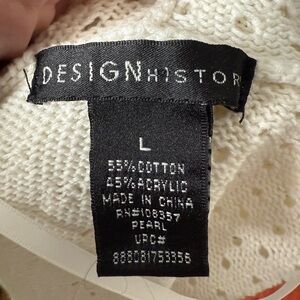 DESIGNHISTOR
L
55% COTTON
45% ACRYLIC
MADE IN CHINA
RN#108357
PEARL
UPC#
888081753356